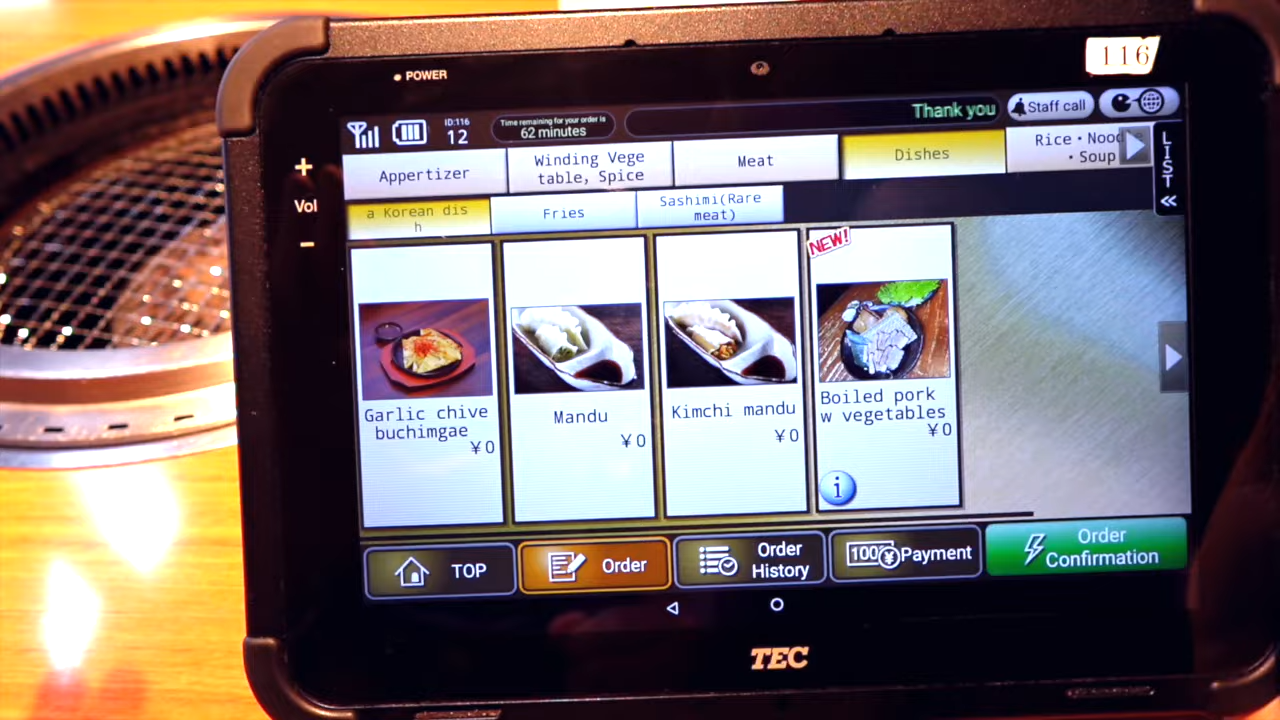 116
POWER
ID:116
12
Time remaining for your order is
62 minutes
Thank you
Staff call
+
Vol
−
Appertizer
Winding Vege
table, Spice
Meat
Dishes
Rice・Nood
・Soup
LIST
a Korean dis
h
Fries
Sashimi(Rare
meat)
NEW!
Garlic chive
buchimgae
¥0
Mandu
¥0
Kimchi mandu
¥0
Boiled pork
w vegetables
¥0
i
TOP
Order
Order
History
100
¥
Payment
Order
Confirmation
TEC